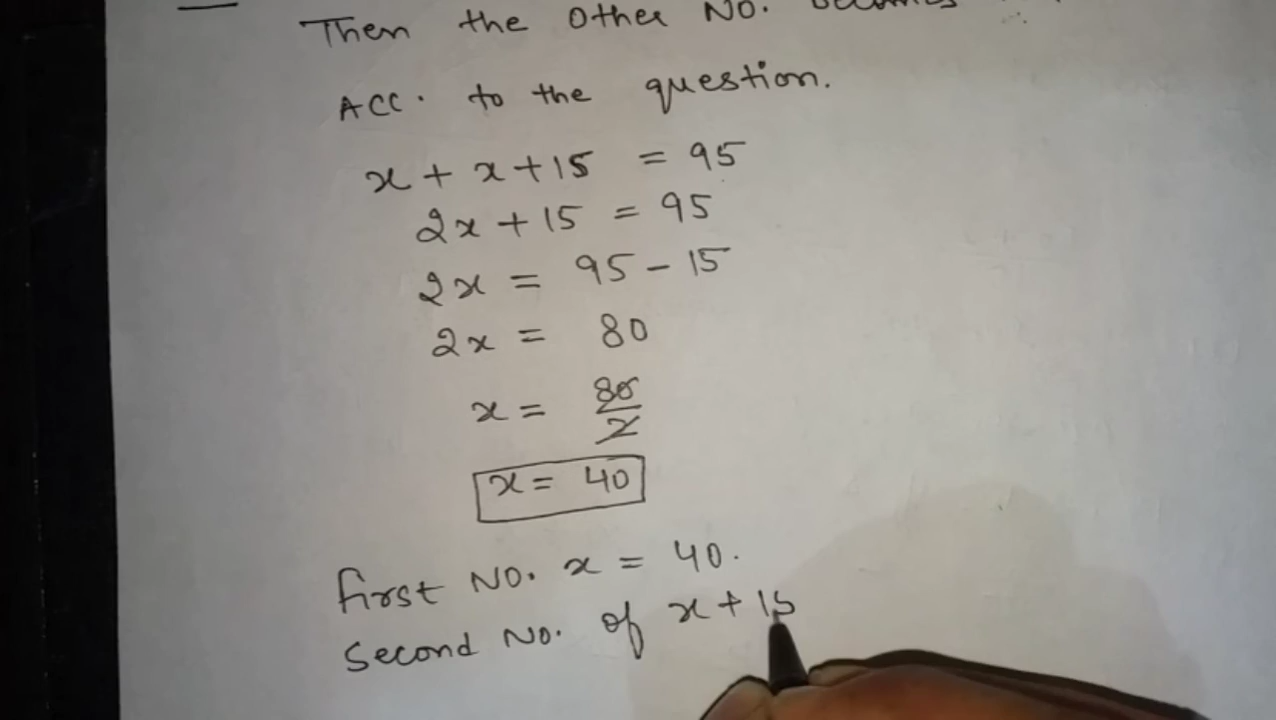 Then the Other No. becomes
ACC. to the question.
x + x + 15 = 95
2x + 15 = 95
2x = 95 - 15
2x = 80
x = 80/2
x = 40
first NO. x = 40.
Second No. of x + 15